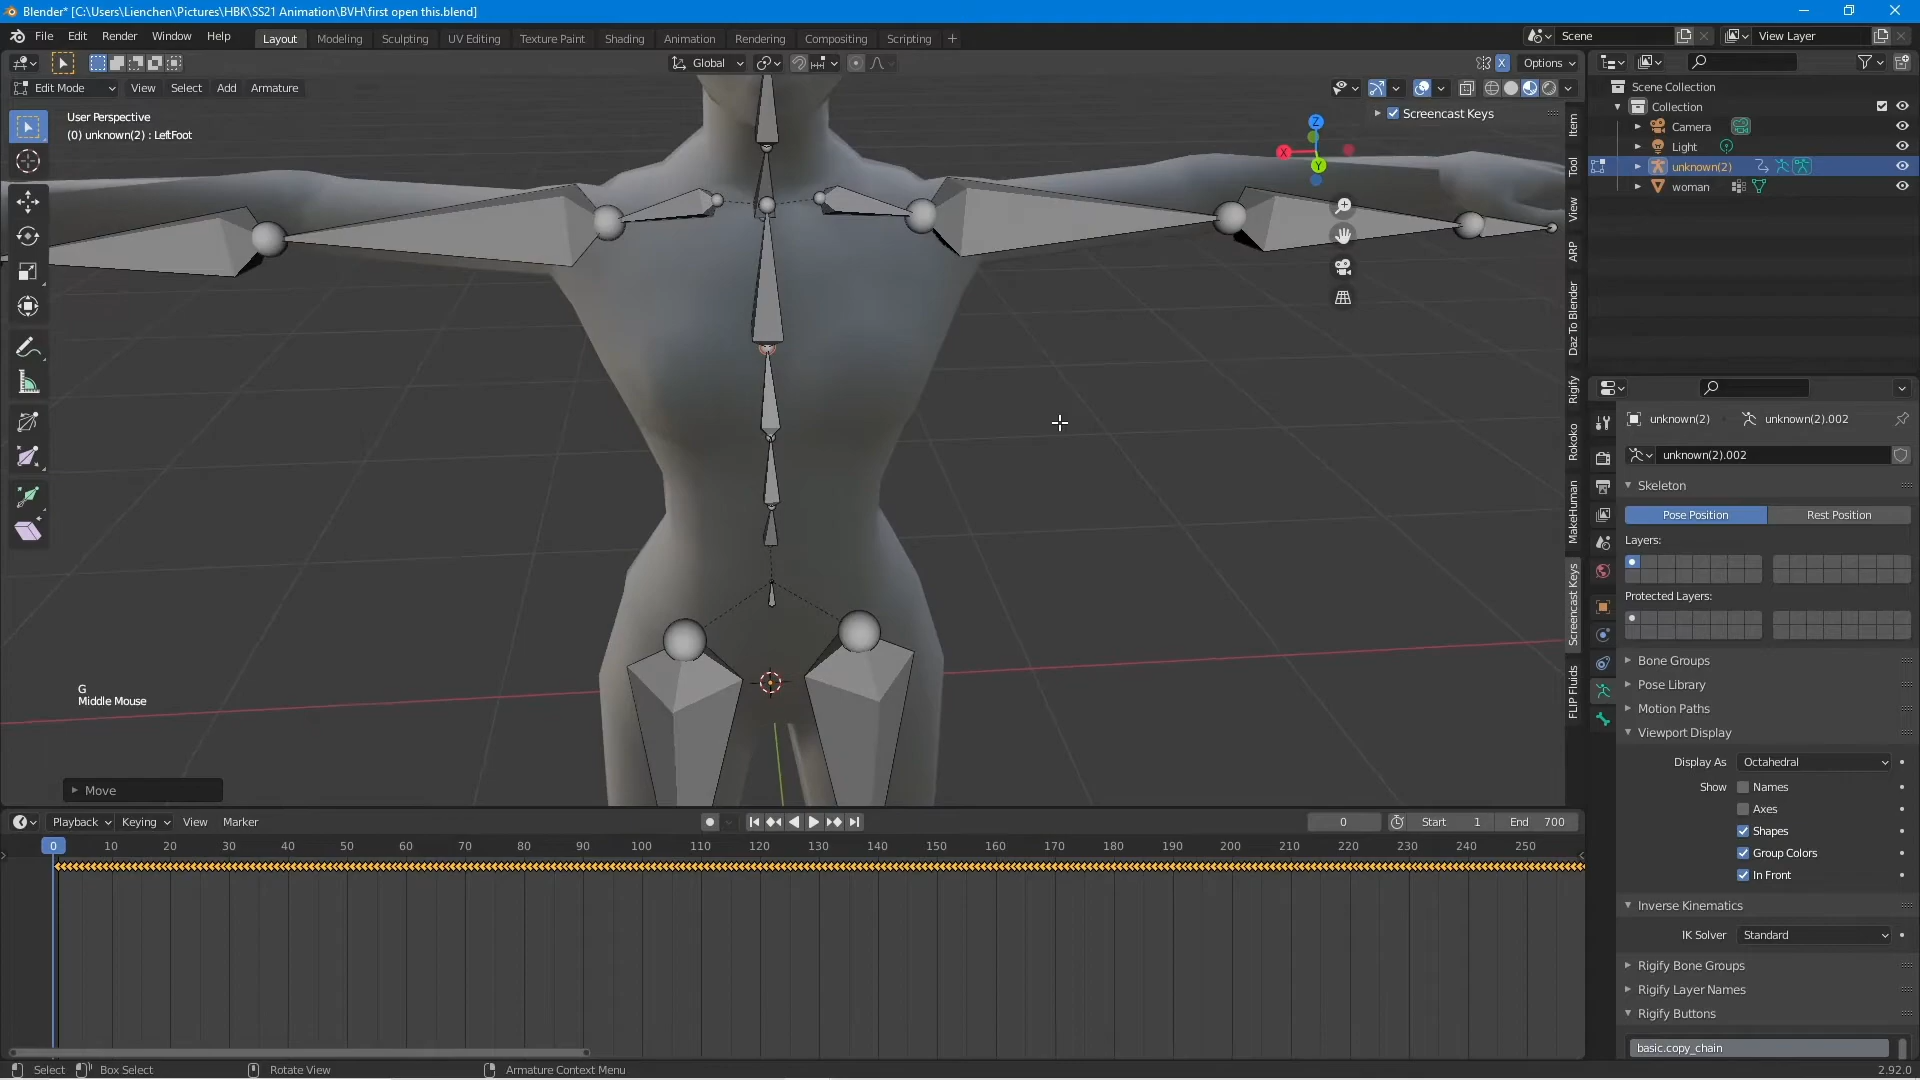 Blender* [C:\Users\Lienchen\Pictures\HBK\SS21 Animation\BVH\first open this.blend]
File Edit Render Window Help
Layout Modeling Sculpting UV Editing Texture Paint Shading Animation Rendering Compositing Scripting +
Scene
View Layer
Global
X
Options
Edit Mode View Select Add Armature
User Perspective
(0) unknown(2) : LeftFoot
Screencast Keys
Z
X
Y
Item
Tool
View
ARP
Daz To Blender
Rigify
Rokoko
MakeHuman
Screencast Keys
FLIP Fluids
G
Middle Mouse
Move
Scene Collection
Collection
Camera
Light
unknown(2)
woman
unknown(2) unknown(2).002
unknown(2).002
Skeleton
Pose Position Rest Position
Layers:
Protected Layers:
Bone Groups
Pose Library
Motion Paths
Viewport Display
Display As Octahedral
Show Names
Axes
Shapes
Group Colors
In Front
Inverse Kinematics
IK Solver Standard
Rigify Bone Groups
Rigify Layer Names
Rigify Buttons
basic.copy_chain
Playback Keying View Marker
0 Start 1 End 700
0 10 20 30 40 50 60 70 80 90 100 110 120 130 140 150 160 170 180 190 200 210 220 230 240 250
Select Box Select Rotate View Armature Context Menu 2.92.0